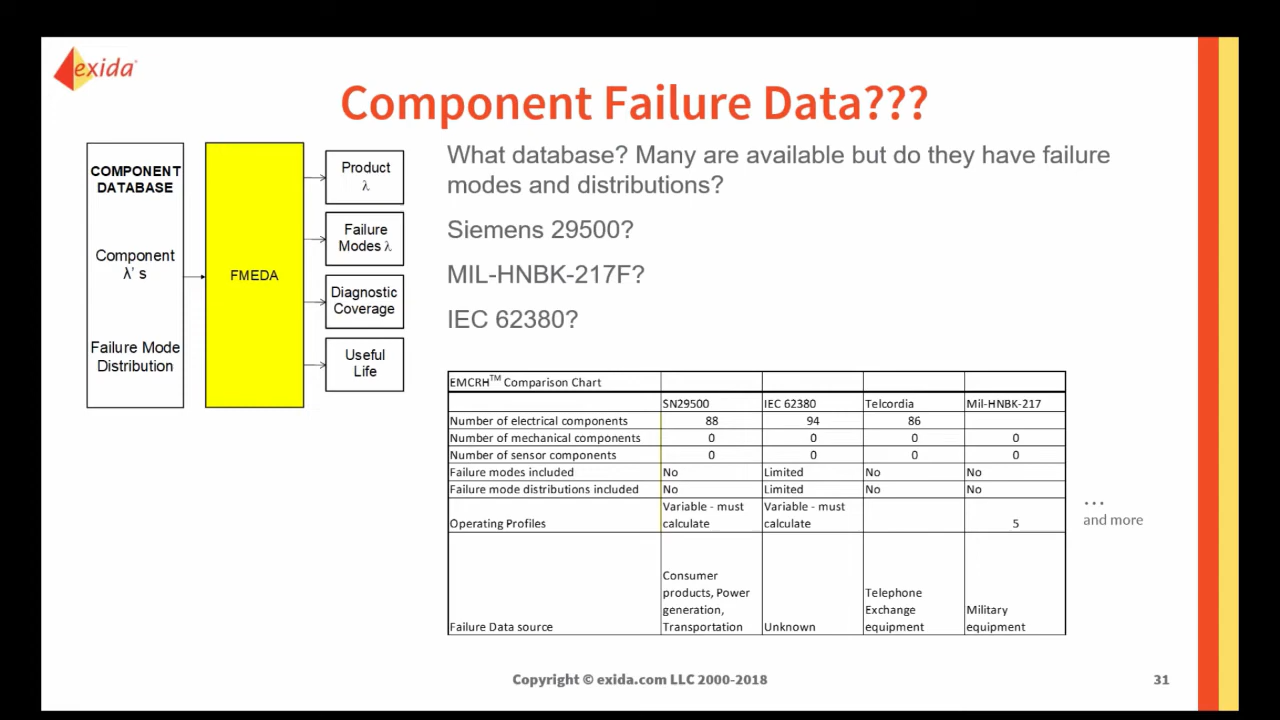 exida
Component Failure Data???
COMPONENT
DATABASE
Component
λ' s
Failure Mode
Distribution
FMEDA
Product
λ
Failure
Modes λ
Diagnostic
Coverage
Useful
Life
What database? Many are available but do they have failure
modes and distributions?
Siemens 29500?
MIL-HNBK-217F?
IEC 62380?
EMCRH™ Comparison Chart
SN29500 IEC 62380 Telcordia Mil-HNBK-217
Number of electrical components 88 94 86
Number of mechanical components 0 0 0 0
Number of sensor components 0 0 0 0
Failure modes included No Limited No No
Failure mode distributions included No Limited No No
Variable - must Variable - must
Operating Profiles calculate calculate 5
Consumer
products, Power Telephone
generation, Exchange Military
Failure Data source Transportation Unknown equipment equipment
...
and more
Copyright © exida.com LLC 2000-2018
31